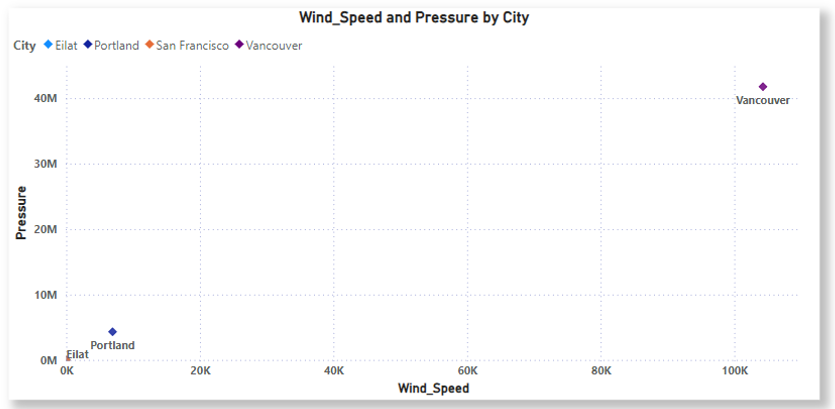 Wind_Speed and Pressure by City
City Eilat Portland San Francisco Vancouver
40M
Vancouver
30M
Pressure
20M
10M
Portland
Eilat
0M
0K 20K 40K 60K 80K 100K
Wind_Speed